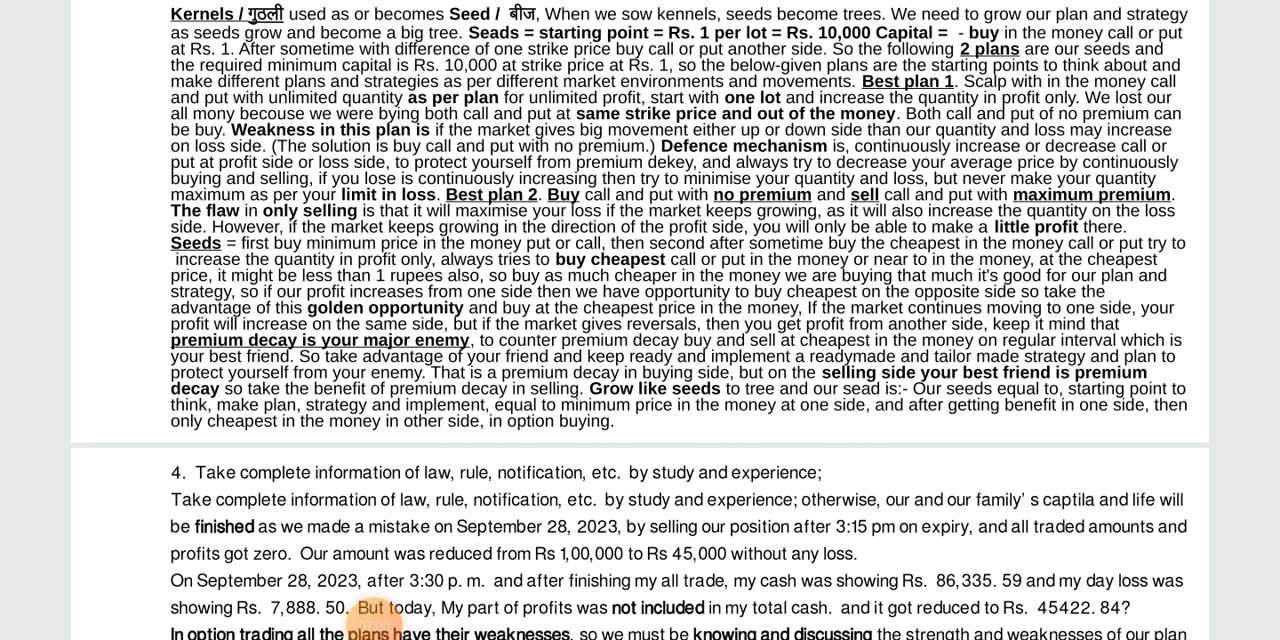 Kernels / गुठली used as or becomes Seed / बीज, When we sow kennels, seeds become trees. We need to grow our plan and strategy
as seeds grow and become a big tree. Seads = starting point = Rs. 1 per lot = Rs. 10,000 Capital = - buy in the money call or put
at Rs. 1. After sometime with difference of one strike price buy call or put another side. So the following 2 plans are our seeds and
the required minimum capital is Rs. 10,000 at strike price at Rs. 1, so the below-given plans are the starting points to think about and
make different plans and strategies as per different market environments and movements. Best plan 1. Scalp with in the money call
and put with unlimited quantity as per plan for unlimited profit, start with one lot and increase the quantity in profit only. We lost our
all mony becouse we were bying both call and put at same strike price and out of the money. Both call and put of no premium can
be buy. Weakness in this plan is if the market gives big movement either up or down side than our quantity and loss may increase
on loss side. (The solution is buy call and put with no premium.) Defence mechanism is, continuously increase or decrease call or
put at profit side or loss side, to protect yourself from premium dekey, and always try to decrease your average price by continuously
buying and selling, if you lose is continuously increasing then try to minimise your quantity and loss, but never make your quantity
maximum as per your limit in loss. Best plan 2. Buy call and put with no premium and sell call and put with maximum premium.
The flaw in only selling is that it will maximise your loss if the market keeps growing, as it will also increase the quantity on the loss
side. However, if the market keeps growing in the direction of the profit side, you will only be able to make a little profit there.
Seeds = first buy minimum price in the money put or call, then second after sometime buy the cheapest in the money call or put try to
increase the quantity in profit only, always tries to buy cheapest call or put in the money or near to in the money, at the cheapest
price, it might be less than 1 rupees also, so buy as much cheaper in the money we are buying that much it's good for our plan and
strategy, so if our profit increases from one side then we have opportunity to buy cheapest on the opposite side so take the
advantage of this golden opportunity and buy at the cheapest price in the money, If the market continues moving to one side, your
profit will increase on the same side, but if the market gives reversals, then you get profit from another side, keep it mind that
premium decay is your major enemy, to counter premium decay buy and sell at cheapest in the money on regular interval which is
your best friend. So take advantage of your friend and keep ready and implement a readymade and tailor made strategy and plan to
protect yourself from your enemy. That is a premium decay in buying side, but on the selling side your best friend is premium
decay so take the benefit of premium decay in selling. Grow like seeds to tree and our sead is:- Our seeds equal to, starting point to
think, make plan, strategy and implement, equal to minimum price in the money at one side, and after getting benefit in one side, then
only cheapest in the money in other side, in option buying.
4. Take complete information of law, rule, notification, etc. by study and experience;
Take complete information of law, rule, notification, etc. by study and experience; otherwise, our and our family's captila and life will
be finished as we made a mistake on September 28, 2023, by selling our position after 3:15 pm on expiry, and all traded amounts and
profits got zero. Our amount was reduced from Rs 1,00,000 to Rs 45,000 without any loss.
On September 28, 2023, after 3:30 p. m. and after finishing my all trade, my cash was showing Rs. 86,335. 59 and my day loss was
showing Rs. 7,888. 50. But today, My part of profits was not included in my total cash. and it got reduced to Rs. 45422. 84?
In option trading all the plans have their weaknesses, so we must be knowing and discussing the strength and weaknesses of our plan